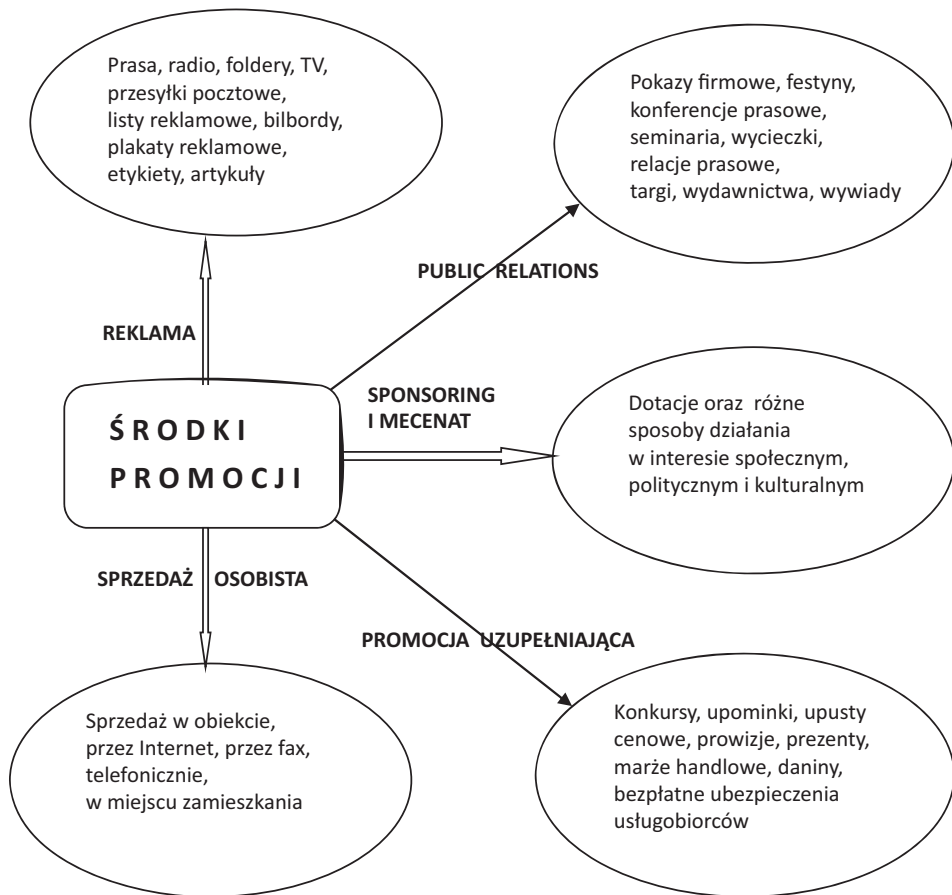 Prasa, radio, foldery, TV,
przesyłki pocztowe,
listy reklamowe, bilbordy,
plakaty reklamowe,
etykiety, artykuły
Pokazy firmowe, festyny,
konferencje prasowe,
seminaria, wycieczki,
relacje prasowe,
targi, wydawnictwa, wywiady
PUBLIC RELATIONS
REKLAMA
SPONSORING
I MECENAT
ŚRODKI
PROMOCJI
Dotacje oraz różne
sposoby działania
w interesie społecznym,
politycznym i kulturalnym
SPRZEDAŻ OSOBISTA
PROMOCJA UZUPEŁNIAJĄCA
Sprzedaż w obiekcie,
przez Internet, przez fax,
telefonicznie,
w miejscu zamieszkania
Konkursy, upominki, upusty
cenowe, prowizje, prezenty,
marże handlowe, daniny,
bezpłatne ubezpieczenia
usługobiorców